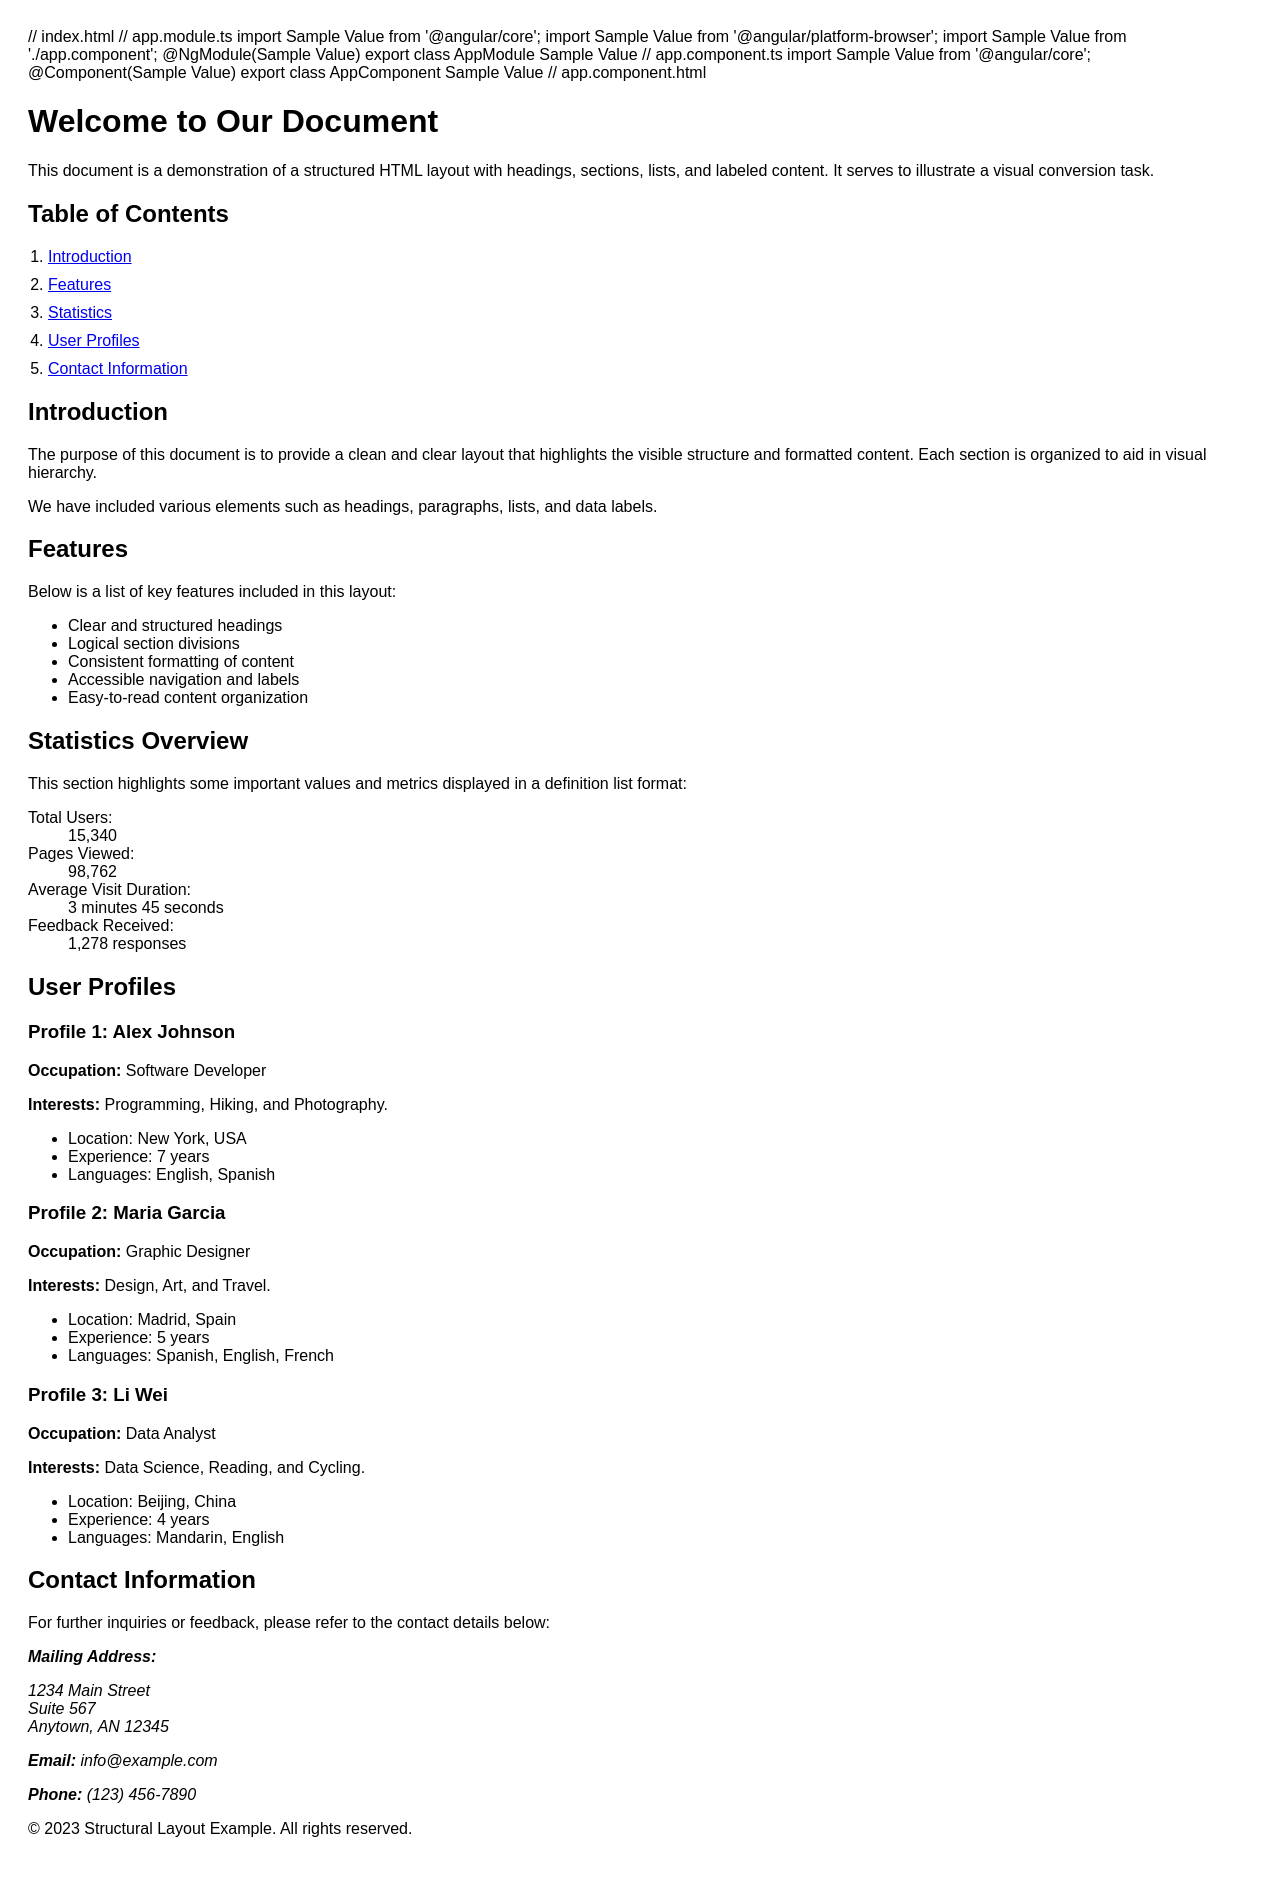 // index.html // app.module.ts import Sample Value from '@angular/core'; import Sample Value from '@angular/platform-browser'; import Sample Value from
'./app.component'; @NgModule(Sample Value) export class AppModule Sample Value // app.component.ts import Sample Value from '@angular/core';
@Component(Sample Value) export class AppComponent Sample Value // app.component.html
Welcome to Our Document
This document is a demonstration of a structured HTML layout with headings, sections, lists, and labeled content. It serves to illustrate a visual conversion task.
Table of Contents
1. Introduction
2. Features
3. Statistics
4. User Profiles
5. Contact Information
Introduction
The purpose of this document is to provide a clean and clear layout that highlights the visible structure and formatted content. Each section is organized to aid in visual
hierarchy.
We have included various elements such as headings, paragraphs, lists, and data labels.
Features
Below is a list of key features included in this layout:
• Clear and structured headings
• Logical section divisions
• Consistent formatting of content
• Accessible navigation and labels
• Easy-to-read content organization
Statistics Overview
This section highlights some important values and metrics displayed in a definition list format:
Total Users:
15,340
Pages Viewed:
98,762
Average Visit Duration:
3 minutes 45 seconds
Feedback Received:
1,278 responses
User Profiles
Profile 1: Alex Johnson
Occupation: Software Developer
Interests: Programming, Hiking, and Photography.
• Location: New York, USA
• Experience: 7 years
• Languages: English, Spanish
Profile 2: Maria Garcia
Occupation: Graphic Designer
Interests: Design, Art, and Travel.
• Location: Madrid, Spain
• Experience: 5 years
• Languages: Spanish, English, French
Profile 3: Li Wei
Occupation: Data Analyst
Interests: Data Science, Reading, and Cycling.
• Location: Beijing, China
• Experience: 4 years
• Languages: Mandarin, English
Contact Information
For further inquiries or feedback, please refer to the contact details below:
Mailing Address:
1234 Main Street
Suite 567
Anytown, AN 12345
Email: info@example.com
Phone: (123) 456-7890
© 2023 Structural Layout Example. All rights reserved.